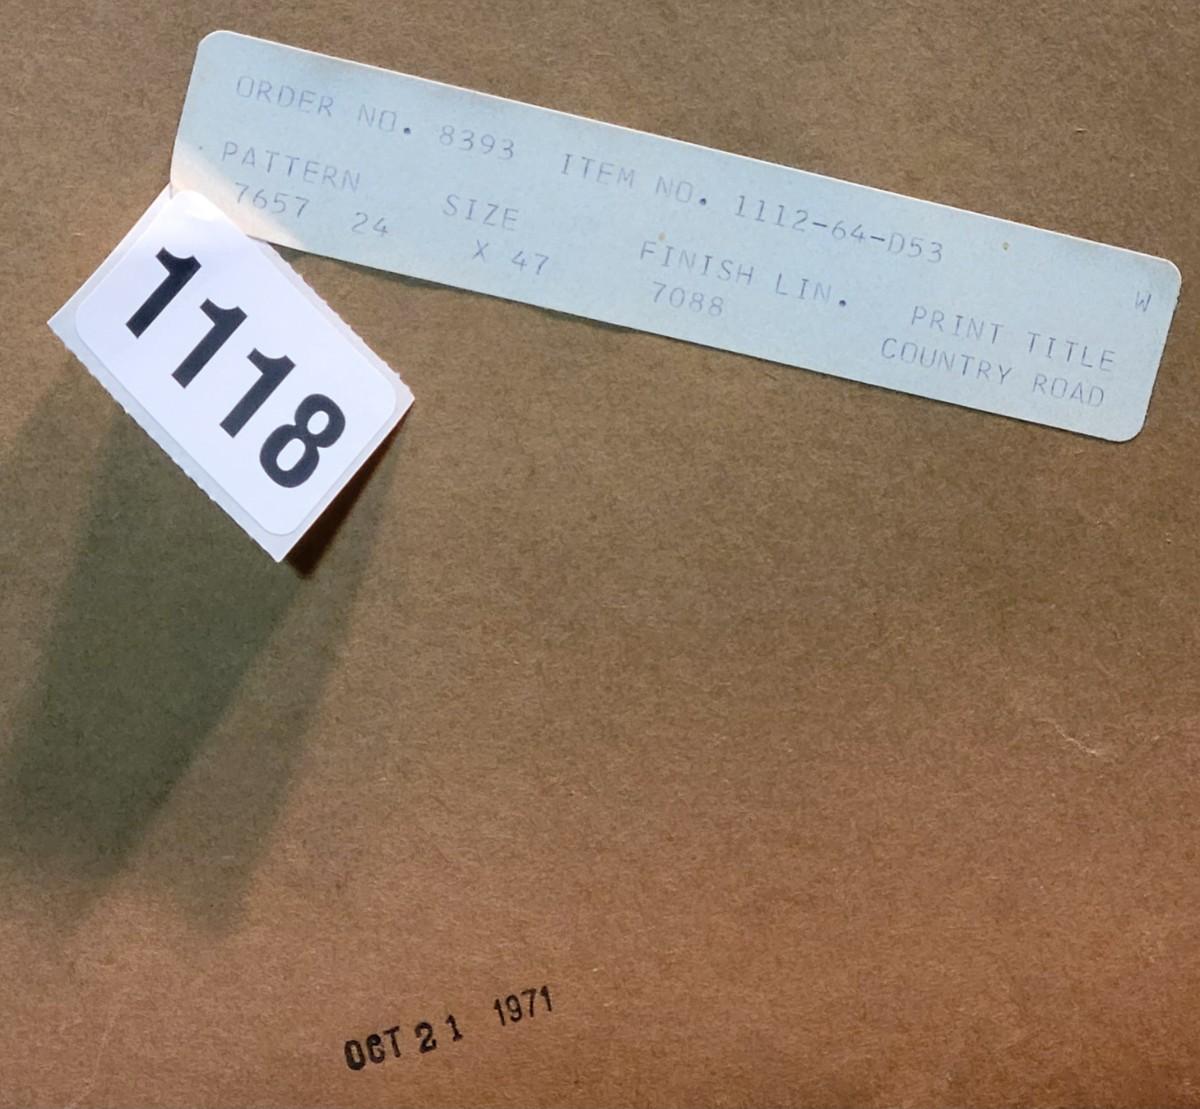 ORDER NO. 8393 ITEM NO. 1112-64-D53 W
PATTERN SIZE FINISH LIN. PRINT TITLE
7657 24 X 47 7088 COUNTRY ROAD
1118
OCT 21 1971